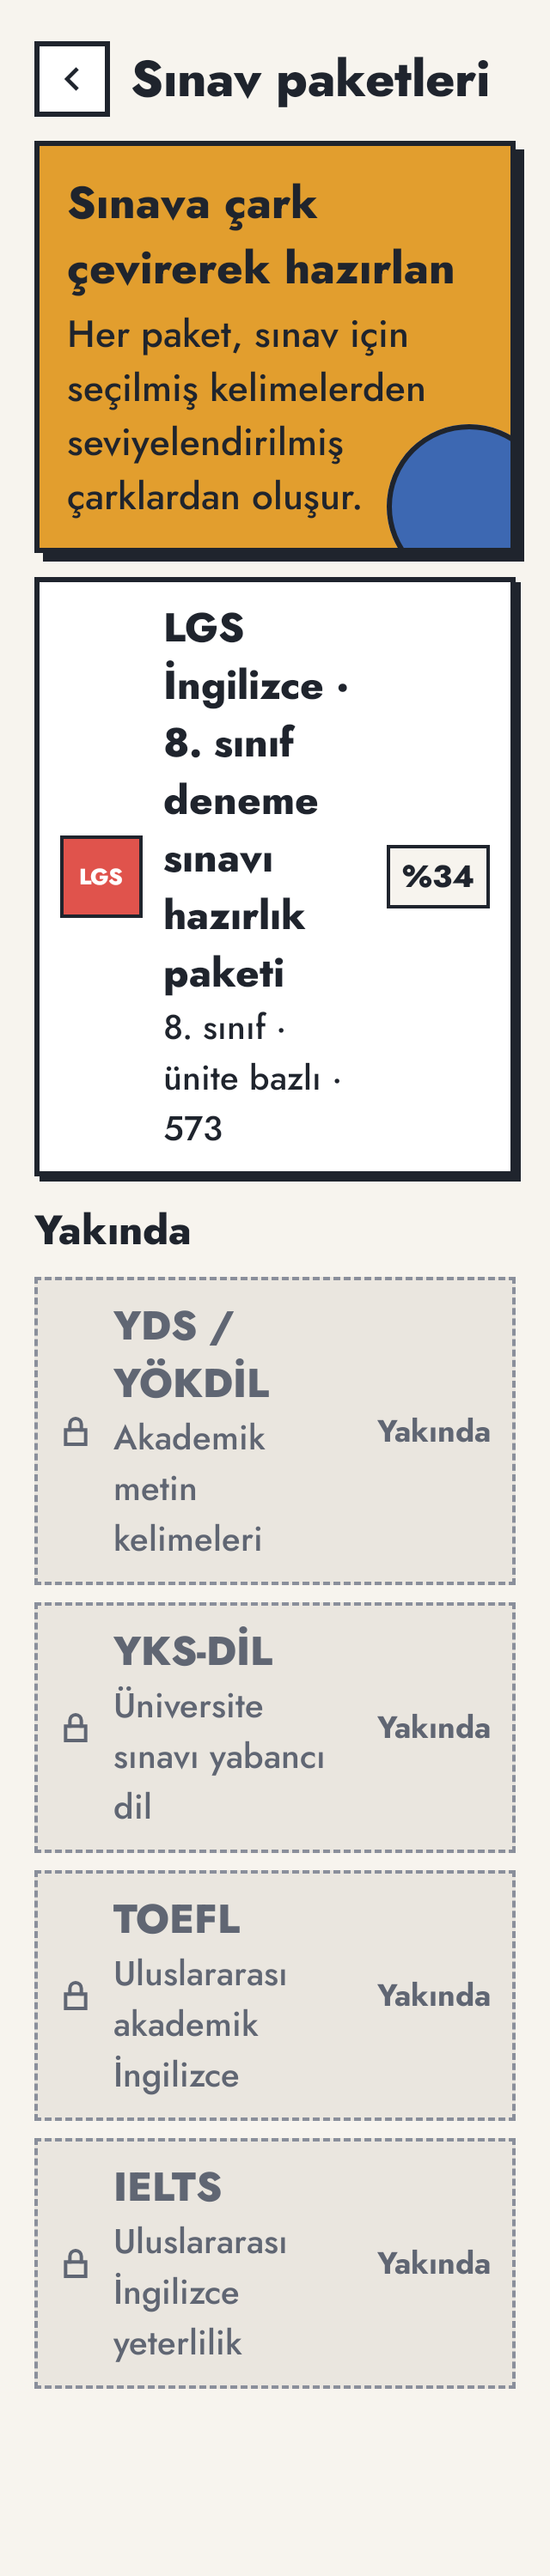 Sınav paketleri
Sınava çark
çevirerek hazırlan
Her paket, sınav için
seçilmiş kelimelerden
seviyelendirilmiş
çarklardan oluşur.
LGS
LGS
İngilizce ·
8. sınıf
deneme
sınavı
hazırlık
paketi
8. sınıf ·
ünite bazlı ·
573
%34
Yakında
YDS /
YÖKDİL
Akademik
metin
kelimeleri
Yakında
YKS-DİL
Üniversite
sınavı yabancı
dil
Yakında
TOEFL
Uluslararası
akademik
İngilizce
Yakında
IELTS
Uluslararası
İngilizce
yeterlilik
Yakında